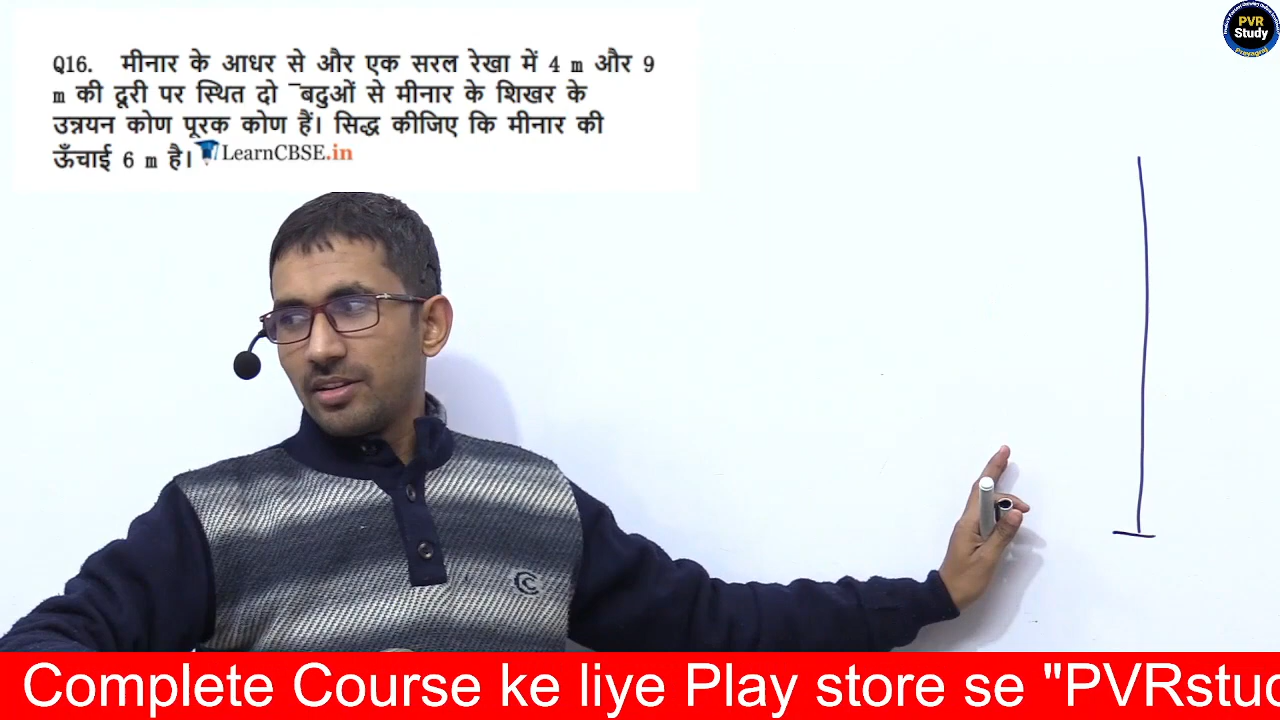 Q16. मीनार के आधर से और एक सरल रेखा में 4 m और 9
m की दूरी पर स्थित दो ¯बदुओं से मीनार के शिखर के
उन्नयन कोण पूरक कोण हैं। सिद्ध कीजिए कि मीनार की
ऊँचाई 6 m है।
LearnCBSE.in
PVR
Study
Prayagraj
Complete Course ke liye Play store se "PVRstud